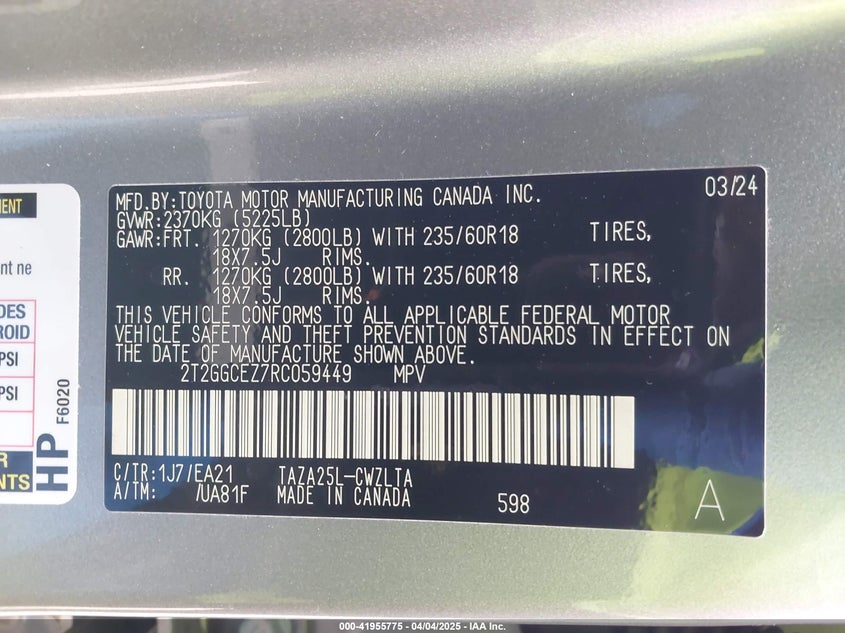 MFD.BY:TOYOTA MOTOR MANUFACTURING CANADA INC. 03/24
GVWR:2370KG (5225LB)
GAWR:FRT. 1270KG (2800LB) WITH 235/60R18 TIRES,
18X7.5J RIMS.
RR. 1270KG (2800LB) WITH 235/60R18 TIRES,
18X7.5J RIMS.
THIS VEHICLE CONFORMS TO ALL APPLICABLE FEDERAL MOTOR
VEHICLE SAFETY AND THEFT PREVENTION STANDARDS IN EFFECT ON
THE DATE OF MANUFACTURE SHOWN ABOVE.
2T2GGCEZ7RC059449 MPV
C/TR:1J7/EA21 TAZA25L-CWZLTA
A/TM: /UA81F MADE IN CANADA 598 A
ne
PSI
PSI
HP F6020
000-41955775 - 04/04/2025 - IAA Inc.